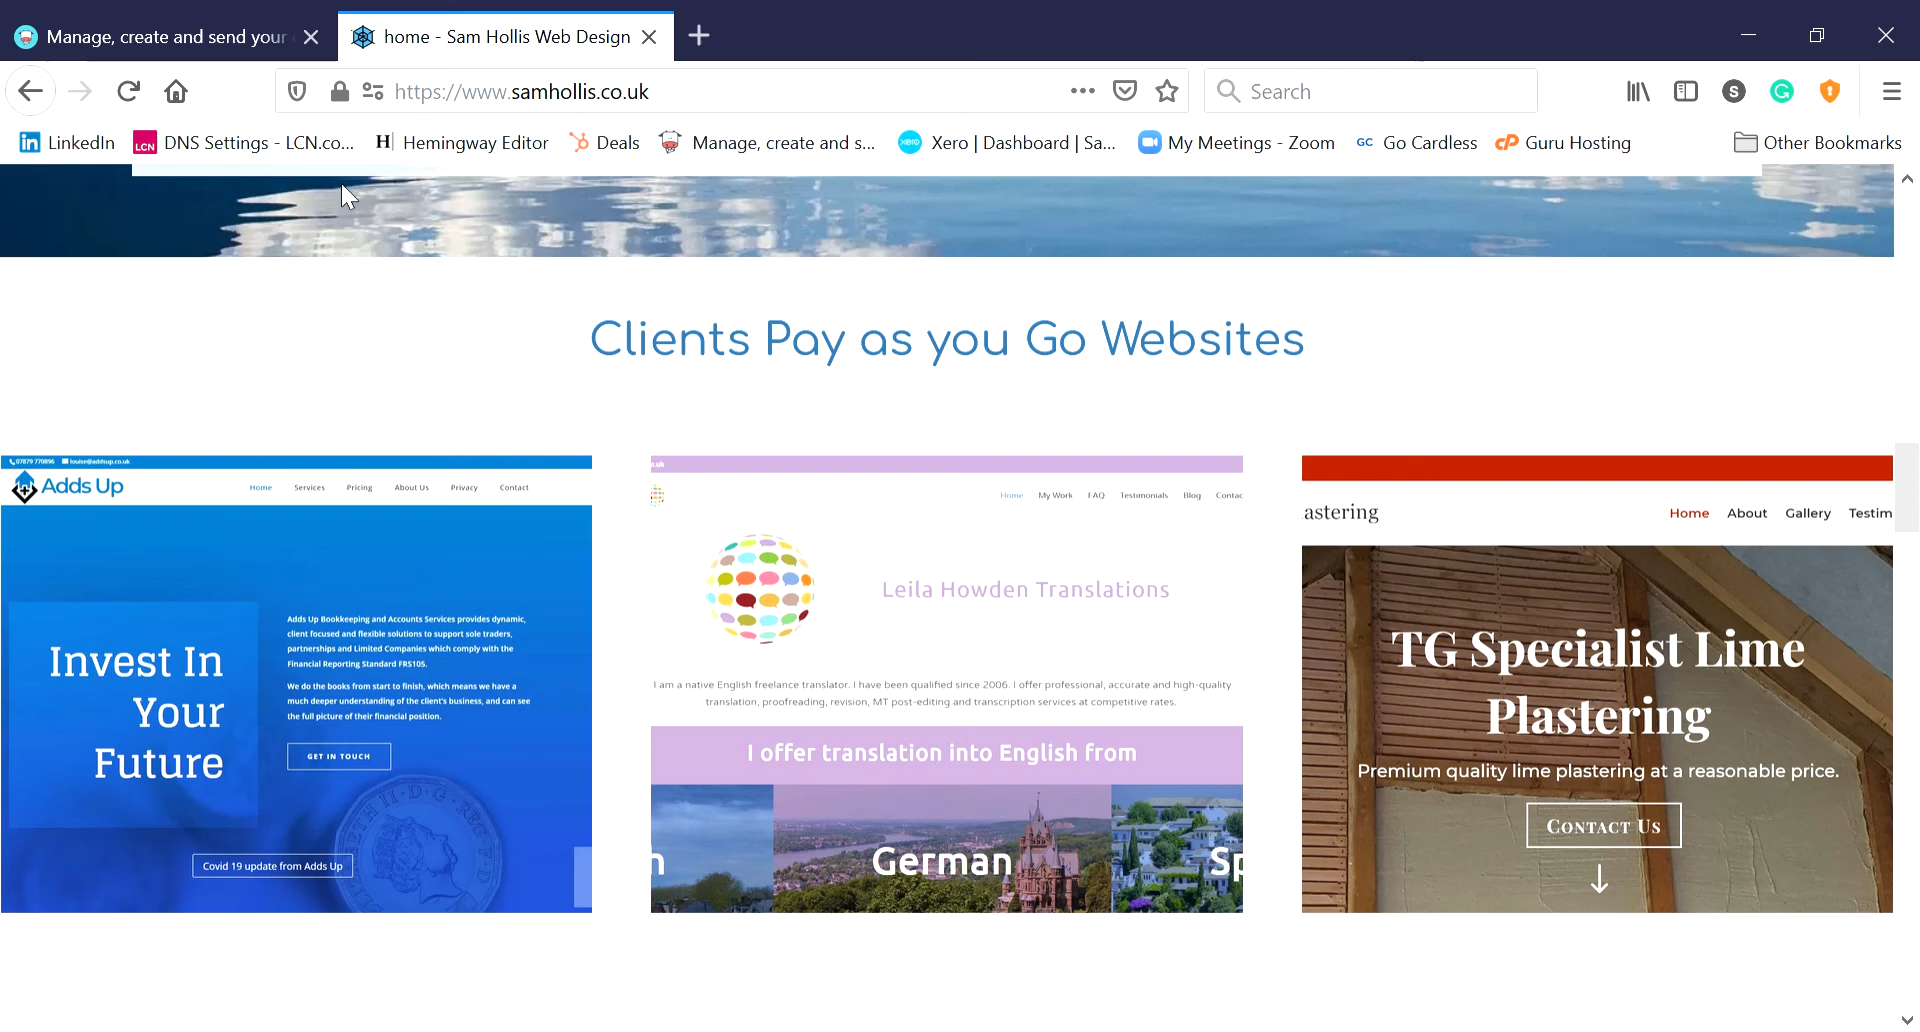 Manage, create and send your
home - Sam Hollis Web Design
https://www.samhollis.co.uk
Search
LinkedIn
DNS Settings - LCN.co...
Hemingway Editor
Deals
Manage, create and s...
Xero | Dashboard | Sa...
My Meetings - Zoom
GC Go Cardless
Guru Hosting
Other Bookmarks
Clients Pay as you Go Websites
07879 770896 louise@addsup.co.uk
Adds Up
Home Services Pricing About Us Privacy Contact
Invest In
Your
Future
Adds Up Bookkeeping and Accounts Services provides dynamic,
client focused and flexible solutions to support sole traders,
partnerships and Limited Companies which comply with the
Financial Reporting Standard FRS105.
We do the books from start to finish, which means we have a
much deeper understanding of the client's business, and can see
the full picture of their financial position.
GET IN TOUCH
Covid 19 update from Adds Up
o.uk
Home My Work FAQ Testimonials Blog Contac
Leila Howden Translations
I am a native English freelance translator. I have been qualified since 2006. I offer professional, accurate and high-quality
translation, proofreading, revision, MT post-editing and transcription services at competitive rates.
I offer translation into English from
h German Sp
astering
Home About Gallery Testim
TG Specialist Lime
Plastering
Premium quality lime plastering at a reasonable price.
Contact Us